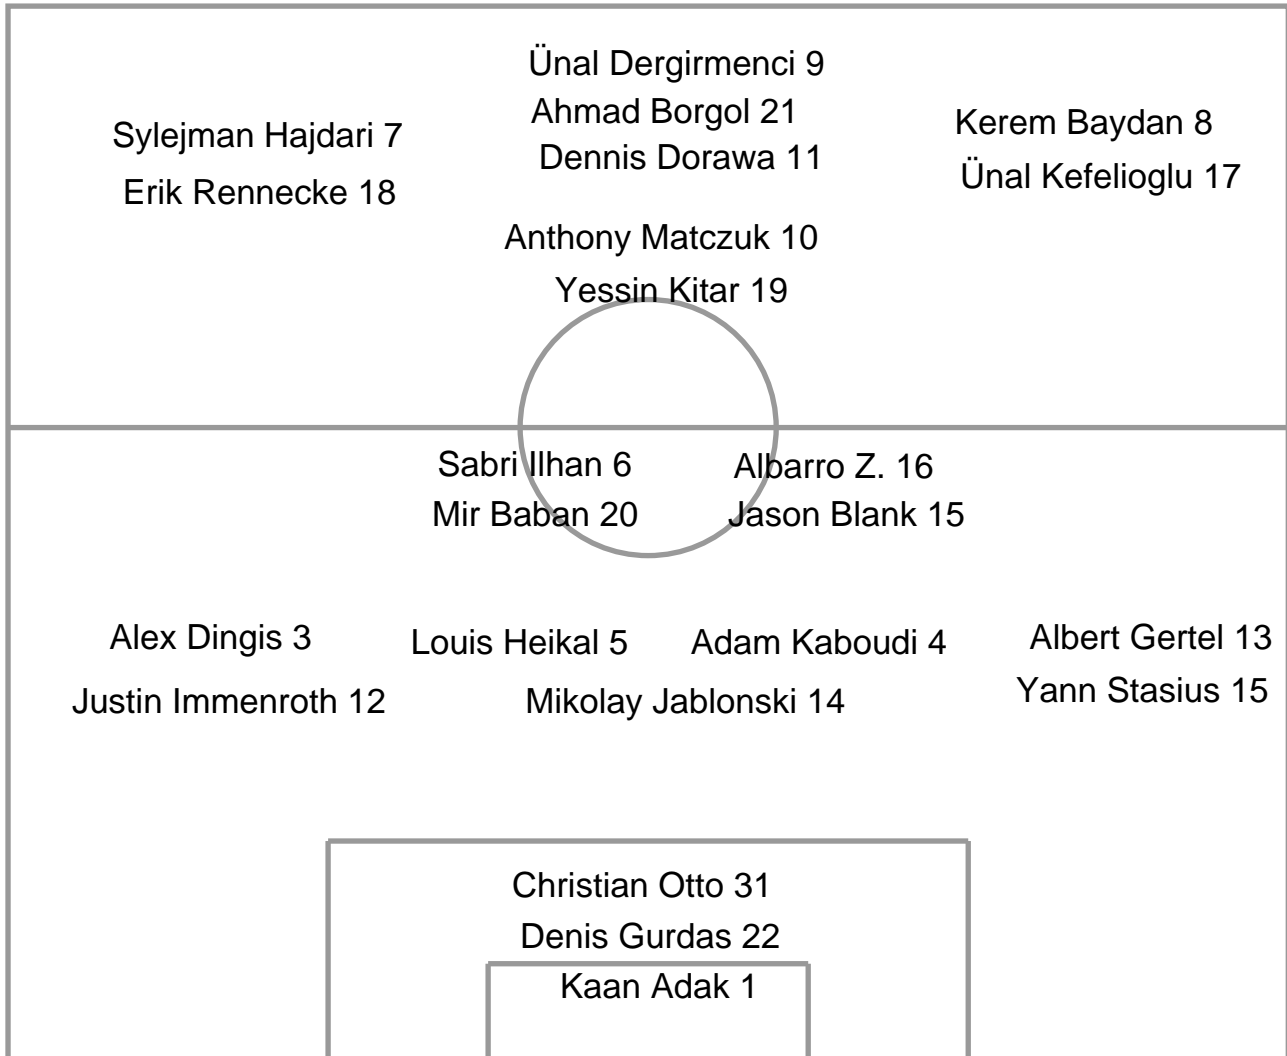 Ünal Dergirmenci 9
Ahmad Borgol 21
Dennis Dorawa 11
Sylejman Hajdari 7
Erik Rennecke 18
Kerem Baydan 8
Ünal Kefelioglu 17
Anthony Matczuk 10
Yessin Kitar 19
Sabri Ilhan 6
Mir Baban 20
Albarro Z. 16
Jason Blank 15
Alex Dingis 3
Justin Immenroth 12
Louis Heikal 5
Adam Kaboudi 4
Mikolay Jablonski 14
Albert Gertel 13
Yann Stasius 15
Christian Otto 31
Denis Gurdas 22
Kaan Adak 1